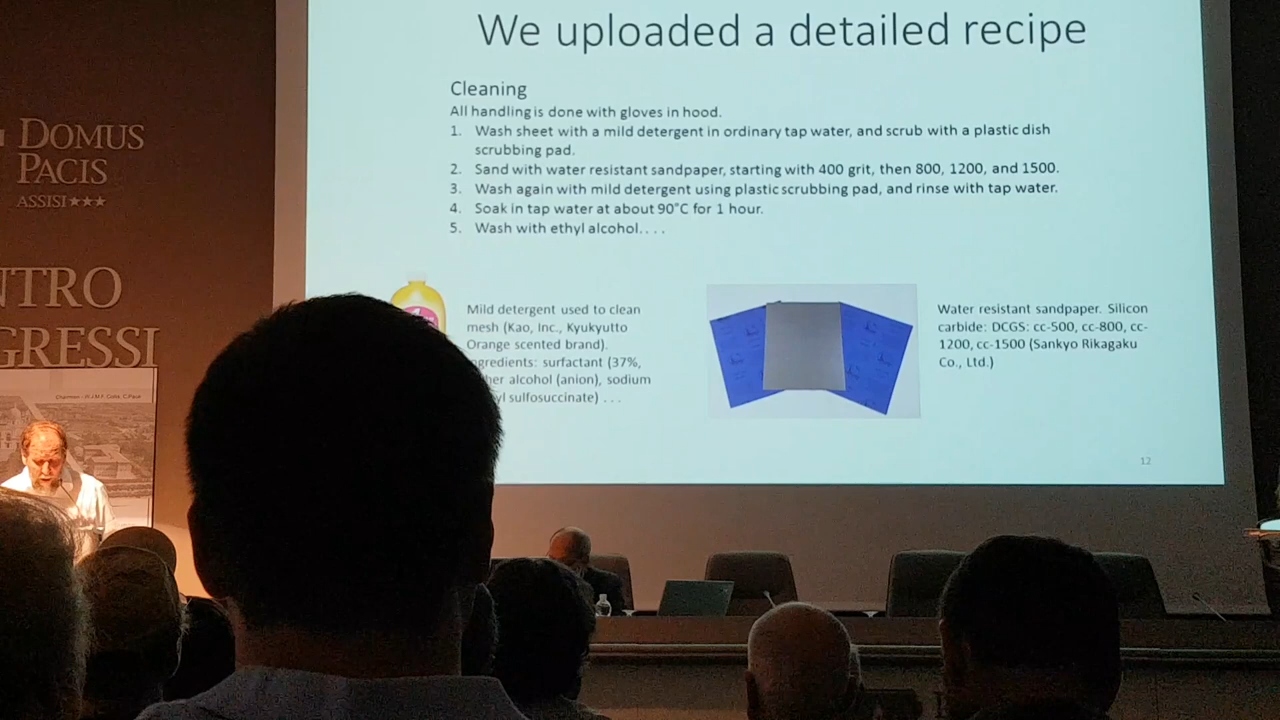 We uploaded a detailed recipe
Cleaning
All handling is done with gloves in hood.
1. Wash sheet with a mild detergent in ordinary tap water, and scrub with a plastic dish
scrubbing pad.
2. Sand with water resistant sandpaper, starting with 400 grit, then 800, 1200, and 1500.
3. Wash again with mild detergent using plastic scrubbing pad, and rinse with tap water.
4. Soak in tap water at about 90°C for 1 hour.
5. Wash with ethyl alcohol. . . .
Mild detergent used to clean
mesh (Kao, Inc., Kyukyutto
Orange scented brand).
ngredients: surfactant (37%,
her alcohol (anion), sodium
yl sulfosuccinate) . . .
Water resistant sandpaper. Silicon
carbide: DCGS: cc-500, cc-800, cc-
1200, cc-1500 (Sankyo Rikagaku
Co., Ltd.)
12
DOMUS
PACIS
ASSISI★★★
NTRO
GRESSI